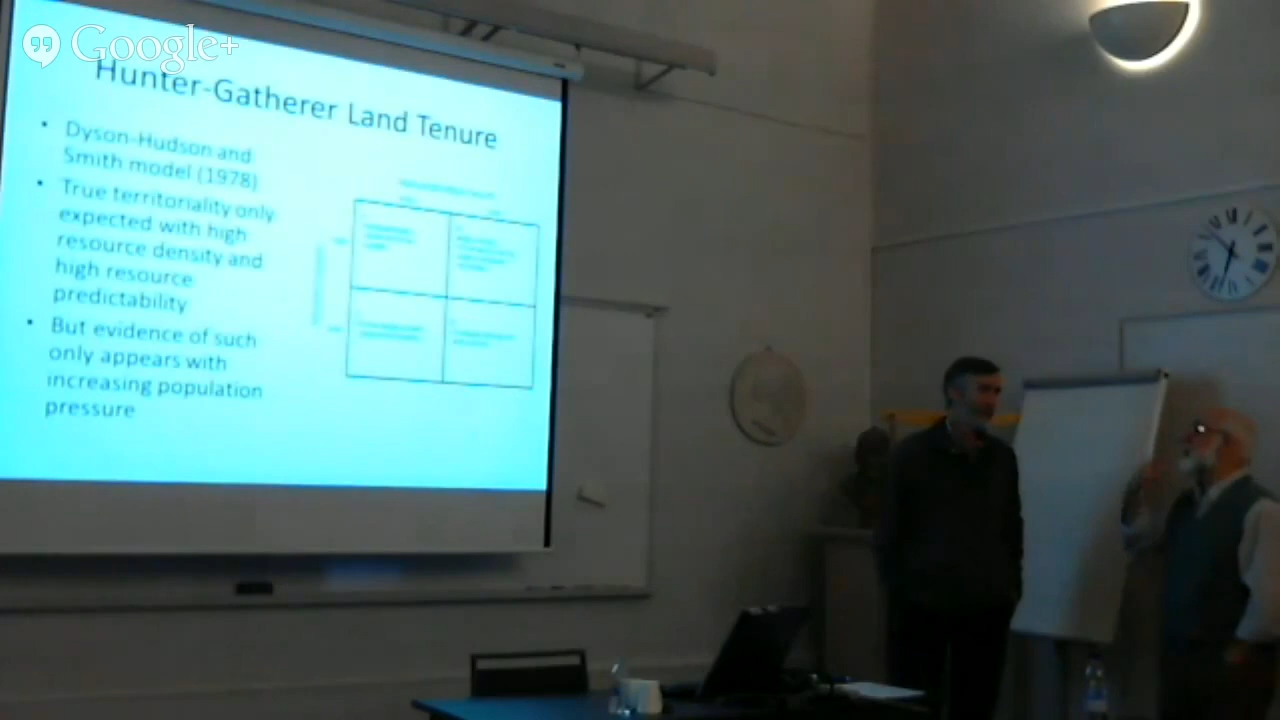 Google+
Hunter-Gatherer Land Tenure
• Dyson-Hudson and
Smith model (1978)
• True territoriality only
expected with high
resource density and
high resource
predictability
• But evidence of such
only appears with
increasing population
pressure